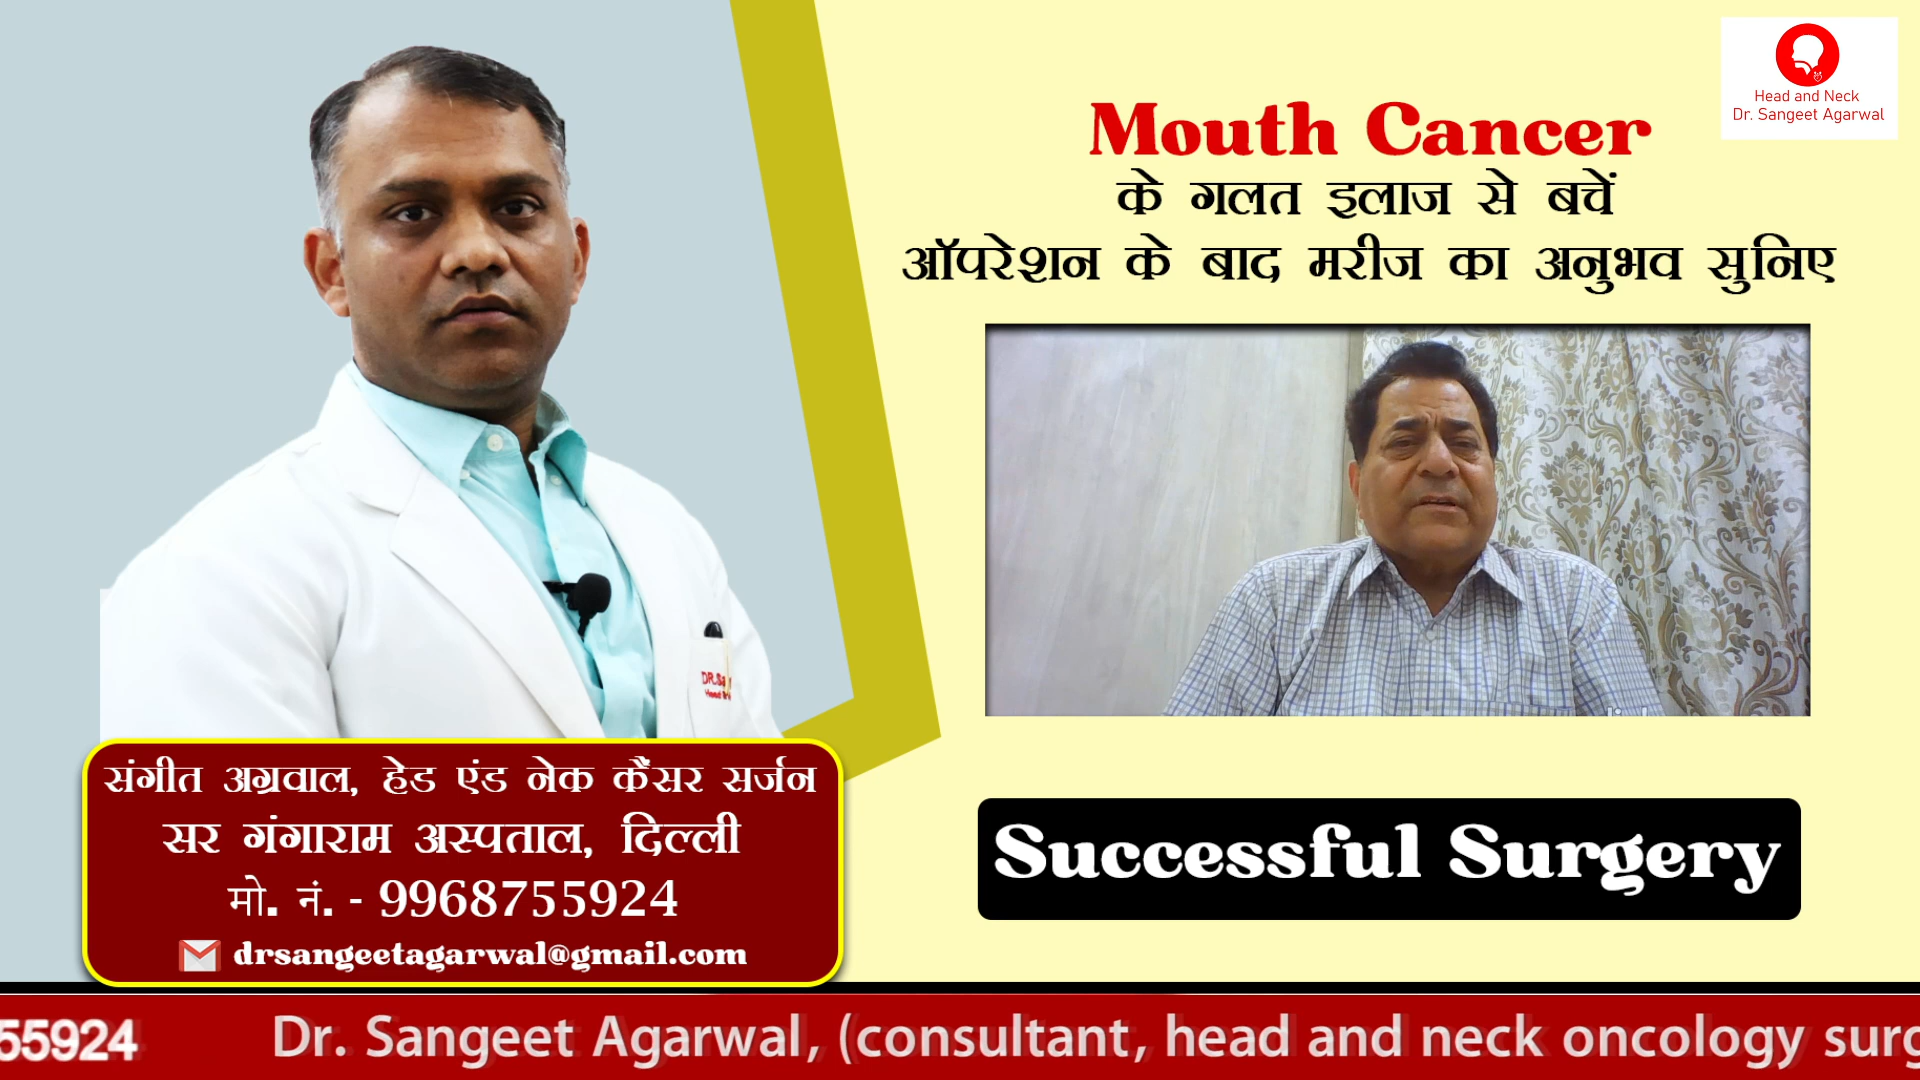 Head and Neck
Dr. Sangeet Agarwal
Mouth Cancer
के गलत इलाज से बचें
ऑपरेशन के बाद मरीज का अनुभव सुनिए
संगीत अग्रवाल, हेड एंड नेक कैंसर सर्जन
सर गंगाराम अस्पताल, दिल्ली
मो. नं. - 9968755924
drsangeetagarwal@gmail.com
Successful Surgery
55924 Dr. Sangeet Agarwal, (consultant, head and neck oncology surg